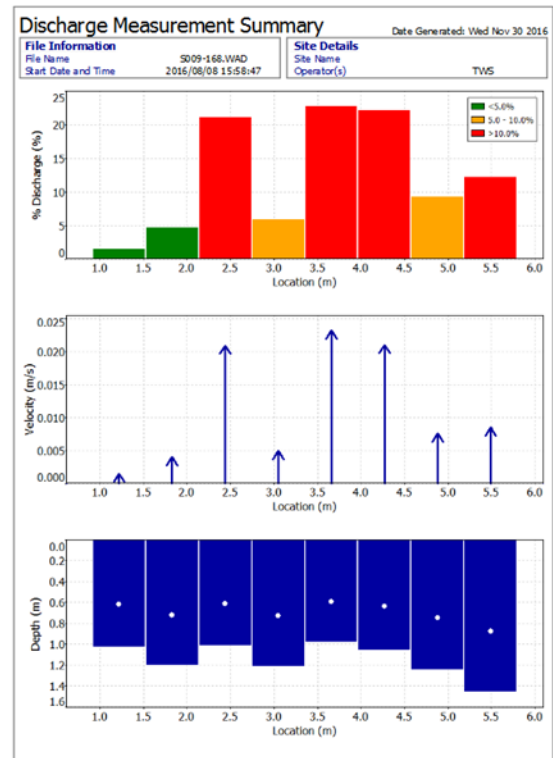 Discharge Measurement Summary
Date Generated: Wed Nov 30 2016
File Information
File Name S009-168.WAD
Start Date and Time 2016/08/08 15:58:47
Site Details
Site Name
Operator(s) TWS
<5.0%
5.0 - 10.0%
>10.0%
% Discharge (%)
25
20
15
10
5
0
1.0 1.5 2.0 2.5 3.0 3.5 4.0 4.5 5.0 5.5 6.0
Location (m)
Velocity (m/s)
0.025
0.020
0.015
0.010
0.005
0.000
1.0 1.5 2.0 2.5 3.0 3.5 4.0 4.5 5.0 5.5 6.0
Location (m)
Depth (m)
0.0
0.2
0.4
0.6
0.8
1.0
1.2
1.4
1.6
1.0 1.5 2.0 2.5 3.0 3.5 4.0 4.5 5.0 5.5 6.0
Location (m)